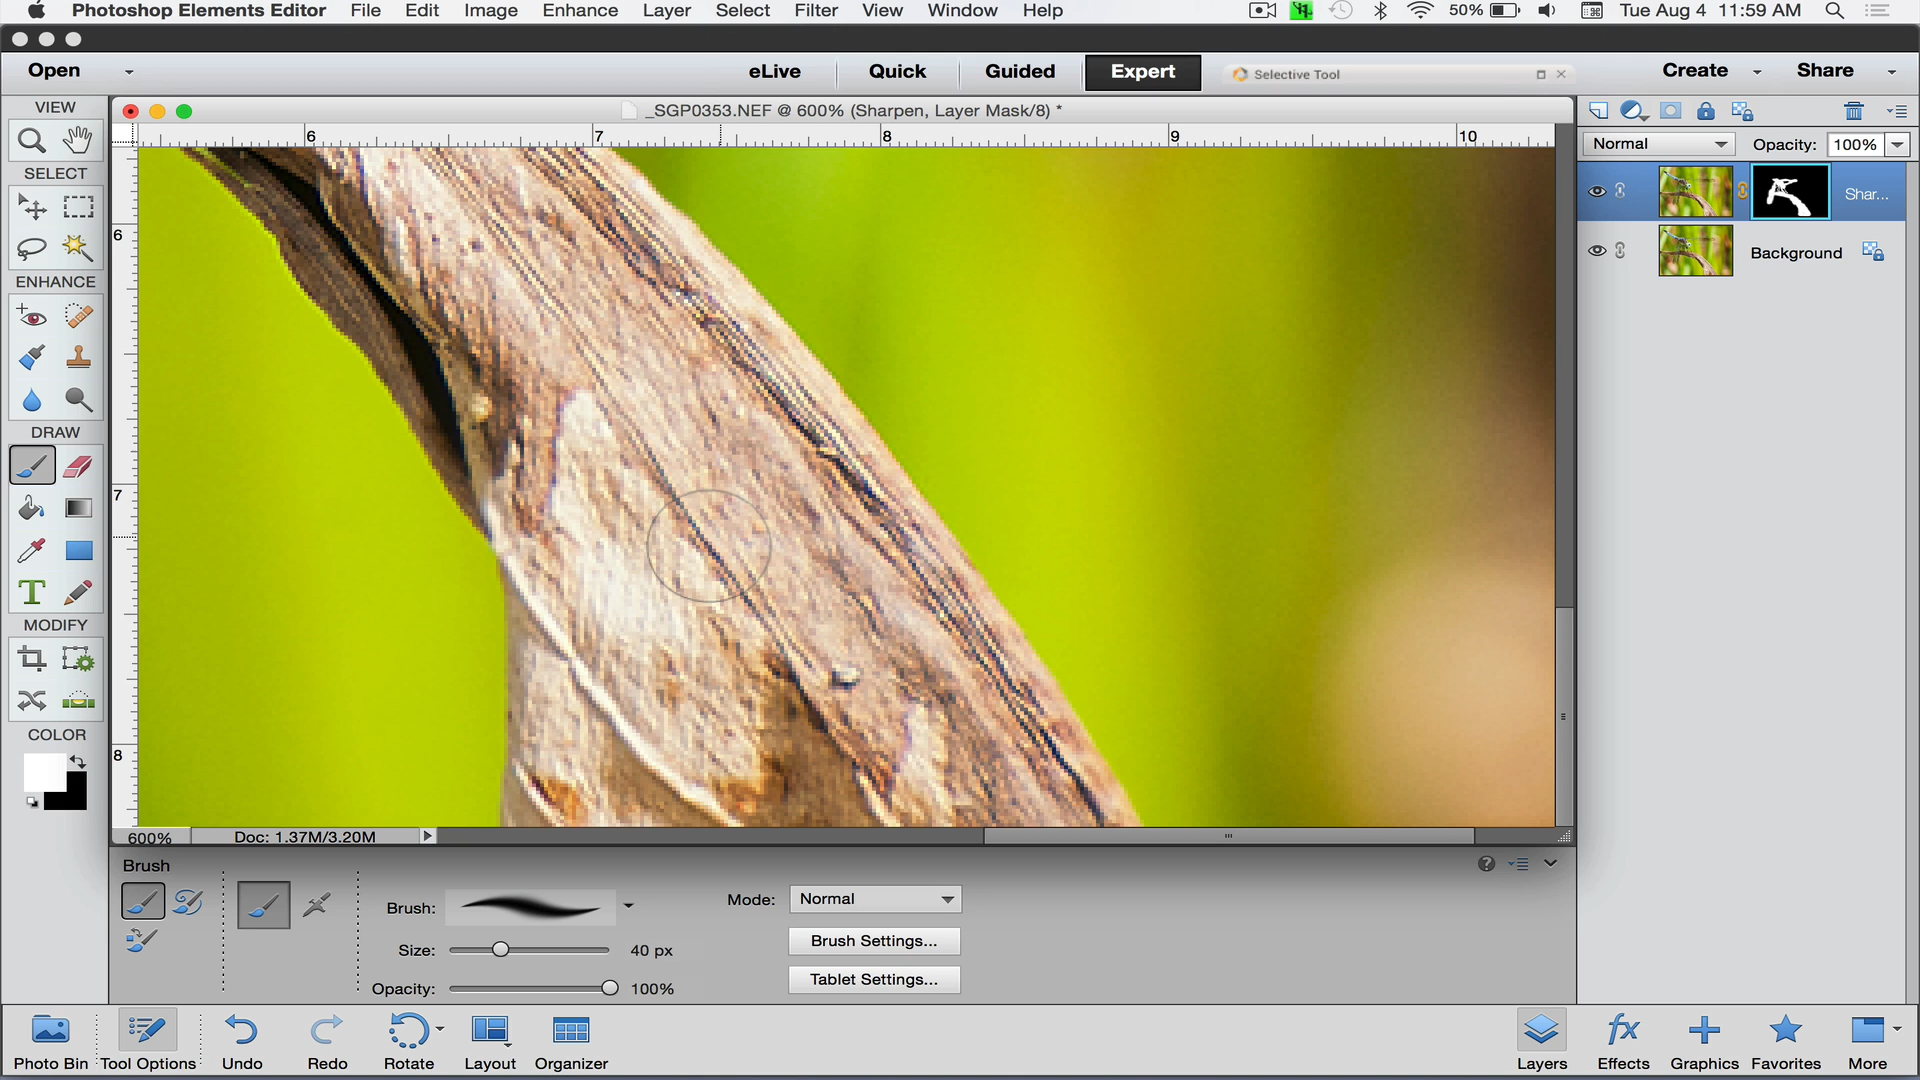 Photoshop Elements Editor File Edit Image Enhance Layer Select Filter View Window Help 50% Tue Aug 4 11:59 AM
Open eLive Quick Guided Expert Selective Tool Create Share
VIEW
SELECT
ENHANCE
DRAW
T
MODIFY
COLOR
_SGP0353.NEF @ 600% (Sharpen, Layer Mask/8) *
6 7 8 9 10
6
7
8
600% Doc: 1.37M/3.20M
Normal Opacity: 100%
Shar...
Background
Brush
Brush: Mode: Normal
Brush Settings...
Size: 40 px
Tablet Settings...
Opacity: 100%
fx
Photo Bin Tool Options Undo Redo Rotate Layout Organizer Layers Effects Graphics Favorites More